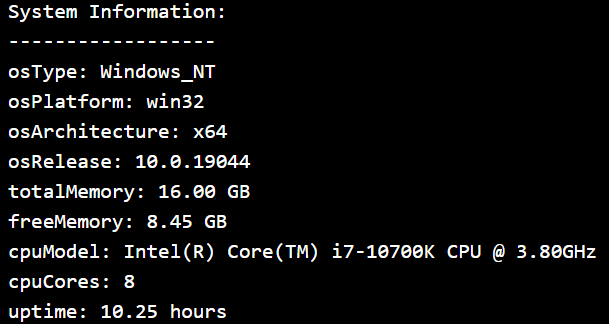 System Information:
------------------
osType: Windows_NT
osPlatform: win32
osArchitecture: x64
osRelease: 10.0.19044
totalMemory: 16.00 GB
freeMemory: 8.45 GB
cpuModel: Intel(R) Core(TM) i7-10700K CPU @ 3.80GHz
cpuCores: 8
uptime: 10.25 hours